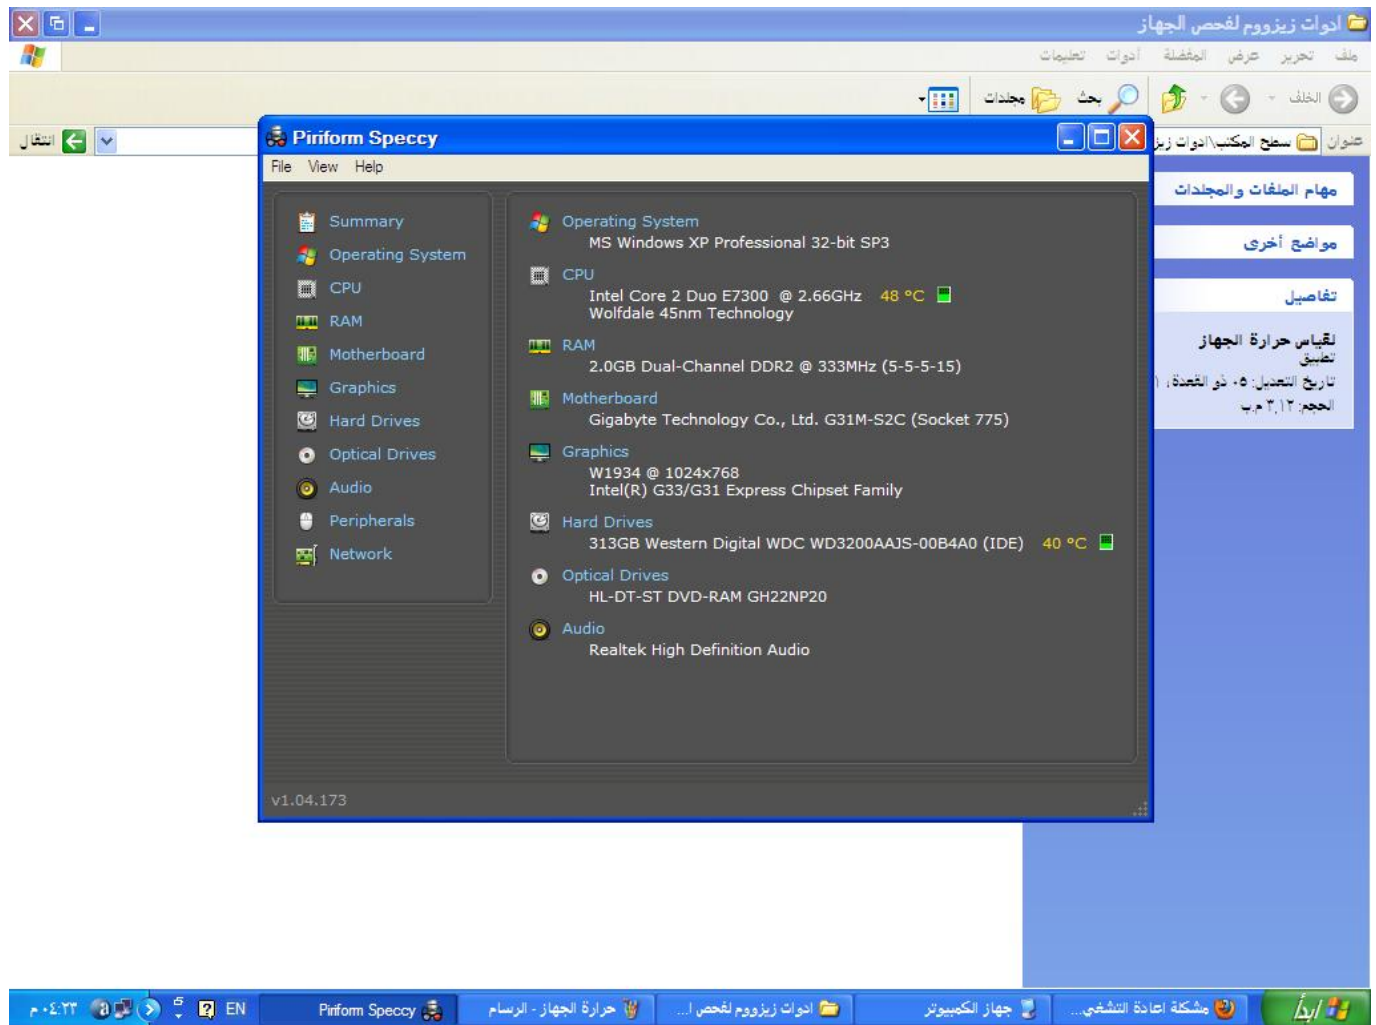 ادوات زيزووم لفحص الجهاز
ملف تحرير عرض المفضلة أدوات تعليمات
الخلف بحث مجلدات
عنوان سطح المكتب\ادوات زيز
انتقال
Piriform Speccy
File View Help
Summary
Operating System
CPU
RAM
Motherboard
Graphics
Hard Drives
Optical Drives
Audio
Peripherals
Network
Operating System
MS Windows XP Professional 32-bit SP3
CPU
Intel Core 2 Duo E7300 @ 2.66GHz 48 °C
Wolfdale 45nm Technology
RAM
2.0GB Dual-Channel DDR2 @ 333MHz (5-5-5-15)
Motherboard
Gigabyte Technology Co., Ltd. G31M-S2C (Socket 775)
Graphics
W1934 @ 1024x768
Intel(R) G33/G31 Express Chipset Family
Hard Drives
313GB Western Digital WDC WD3200AAJS-00B4A0 (IDE) 40 °C
Optical Drives
HL-DT-ST DVD-RAM GH22NP20
Audio
Realtek High Definition Audio
v1.04.173
مهام الملفات والمجلدات
مواضع أخرى
تفاصيل
لقياس حرارة الجهاز
تطبيق
تاريخ التعديل: ٠٥ ذو القعدة، ١
الحجم: ٣,١٢ م.ب
ابدأ
مشكلة اعادة التشغي...
جهاز الكمبيوتر
ادوات زيزووم لفحص ا...
حرارة الجهاز - الرسام
Piriform Speccy
EN
٠٤:٢٣ م